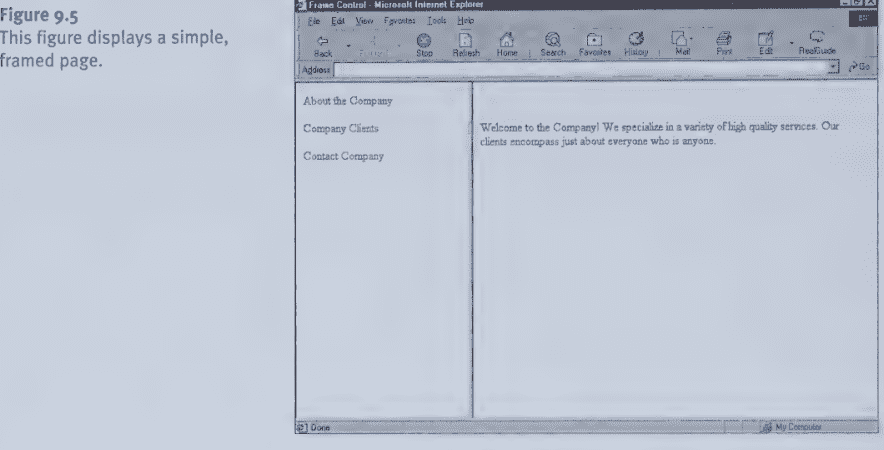 Figure 9.5
This figure displays a simple,
framed page.
Frame Control - Microsoft Internet Explorer
File Edit View Favorites Tools Help
Back Stop Refresh Home Search Favorites History Mail Print Edit RealGuide
Address Go
About the Company
Company Clients
Contact Company
Welcome to the Company! We specialize in a variety of high quality services. Our
clients encompass just about everyone who is anyone.
Done My Computer